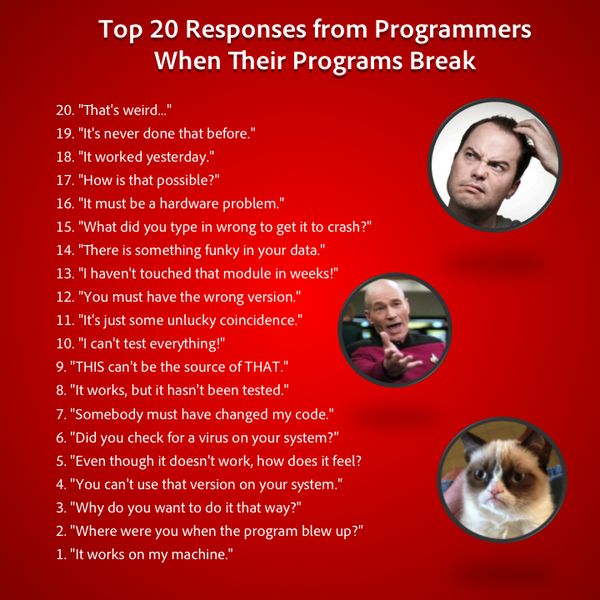 Top 20 Responses from Programmers
When Their Programs Break
20. "That's weird..."
19. "It's never done that before."
18. "It worked yesterday."
17. "How is that possible?"
16. "It must be a hardware problem."
15. "What did you type in wrong to get it to crash?"
14. "There is something funky in your data."
13. "I haven't touched that module in weeks!"
12. "You must have the wrong version."
11. "It's just some unlucky coincidence."
10. "I can't test everything!"
9. "THIS can't be the source of THAT."
8. "It works, but it hasn't been tested."
7. "Somebody must have changed my code."
6. "Did you check for a virus on your system?"
5. "Even though it doesn't work, how does it feel?
4. "You can't use that version on your system."
3. "Why do you want to do it that way?"
2. "Where were you when the program blew up?"
1. "It works on my machine."